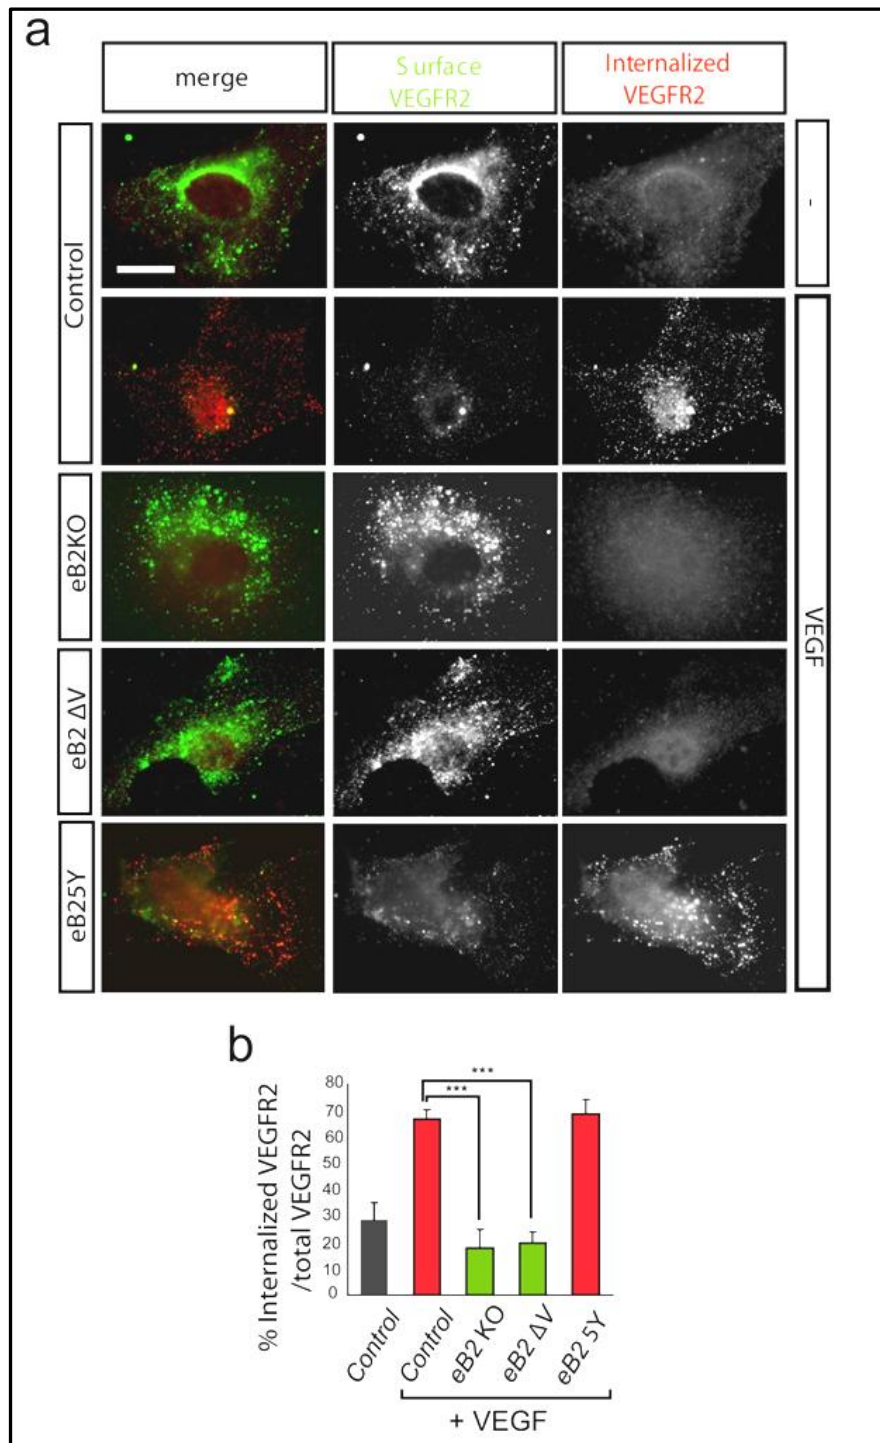 a
merge
S urface
VEGFR2
Internalized
VEGFR2
Control
-
eB2KO
eB2 ΔV
eB25Y
VEGF
b
% Internalized VEGFR2
/total VEGFR2
80
70
60
50
40
30
20
10
0
***
***
Control
Control
eB2 KO
eB2 ΔV
eB2 5Y
+ VEGF